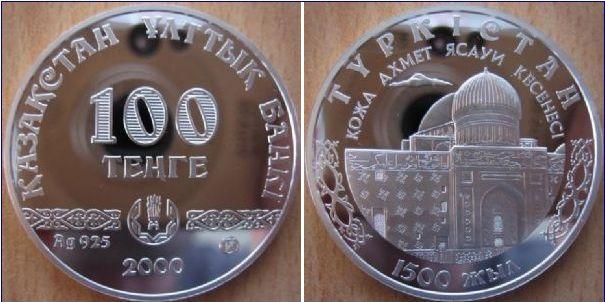 ҚАЗАҚСТАН ҰЛТТЫҚ БАНКІ
100
ТЕҢГЕ
Ag 925
2000
ТҮРКІСТАН
ҚОЖА АХМЕТ ЯСАУИ КЕСЕНЕСІ
1500 ЖЫЛ